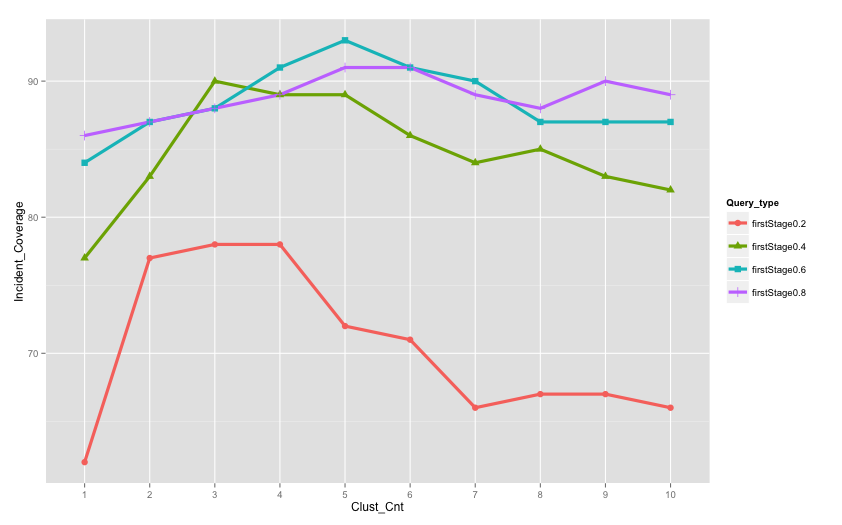 90
80
70
Incident_Coverage
1 2 3 4 5 6 7 8 9 10
Clust_Cnt
Query_type
firstStage0.2
firstStage0.4
firstStage0.6
firstStage0.8